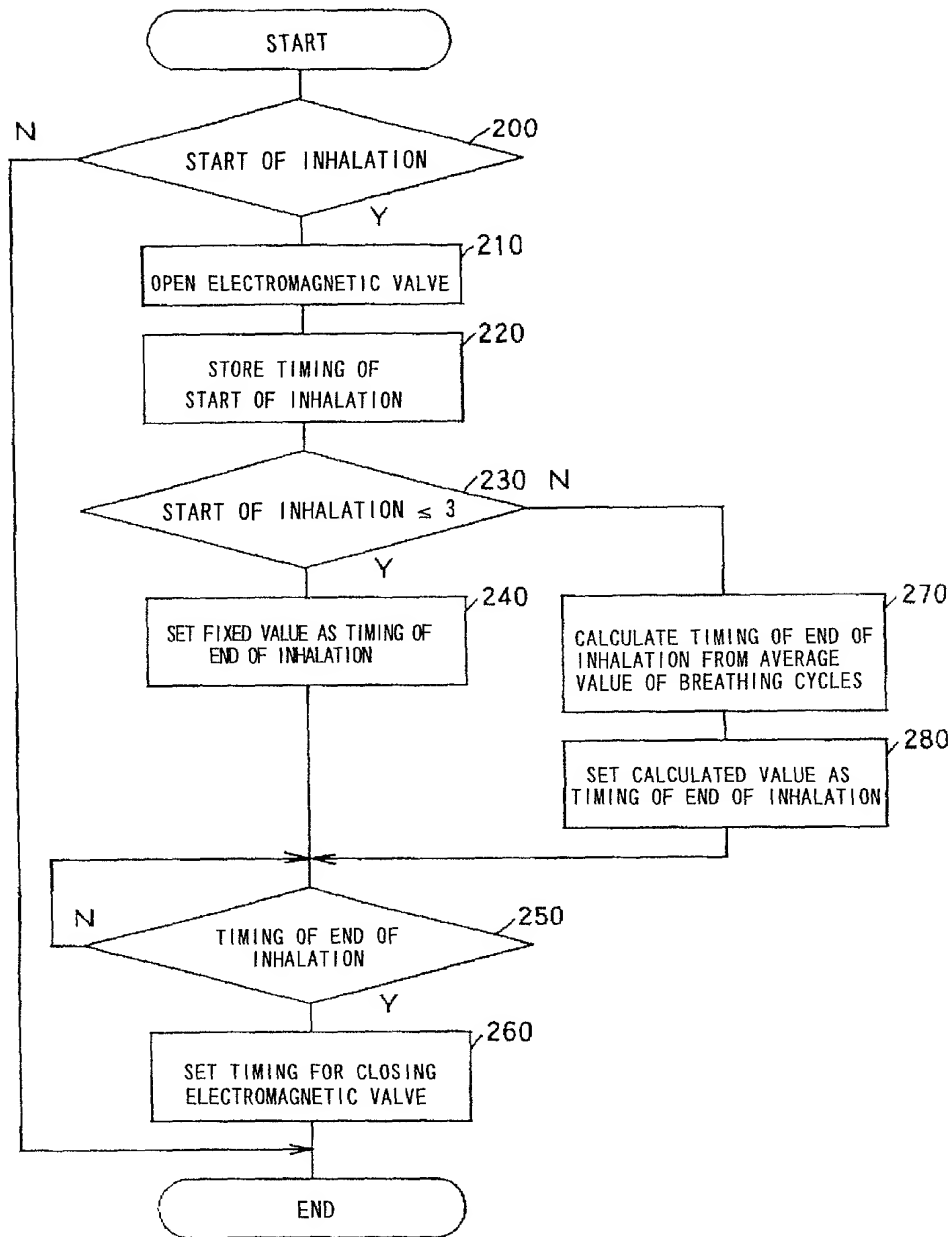 START
N
200
START OF INHALATION
Y
210
OPEN ELECTROMAGNETIC VALVE
220
STORE TIMING OF
START OF INHALATION
230
N
START OF INHALATION ≤ 3
Y
240
SET FIXED VALUE AS TIMING OF
END OF INHALATION
270
CALCULATE TIMING OF END OF
INHALATION FROM AVERAGE
VALUE OF BREATHING CYCLES
280
SET CALCULATED VALUE AS
TIMING OF END OF INHALATION
N
250
TIMING OF END OF
INHALATION
Y
260
SET TIMING FOR CLOSING
ELECTROMAGNETIC VALVE
END